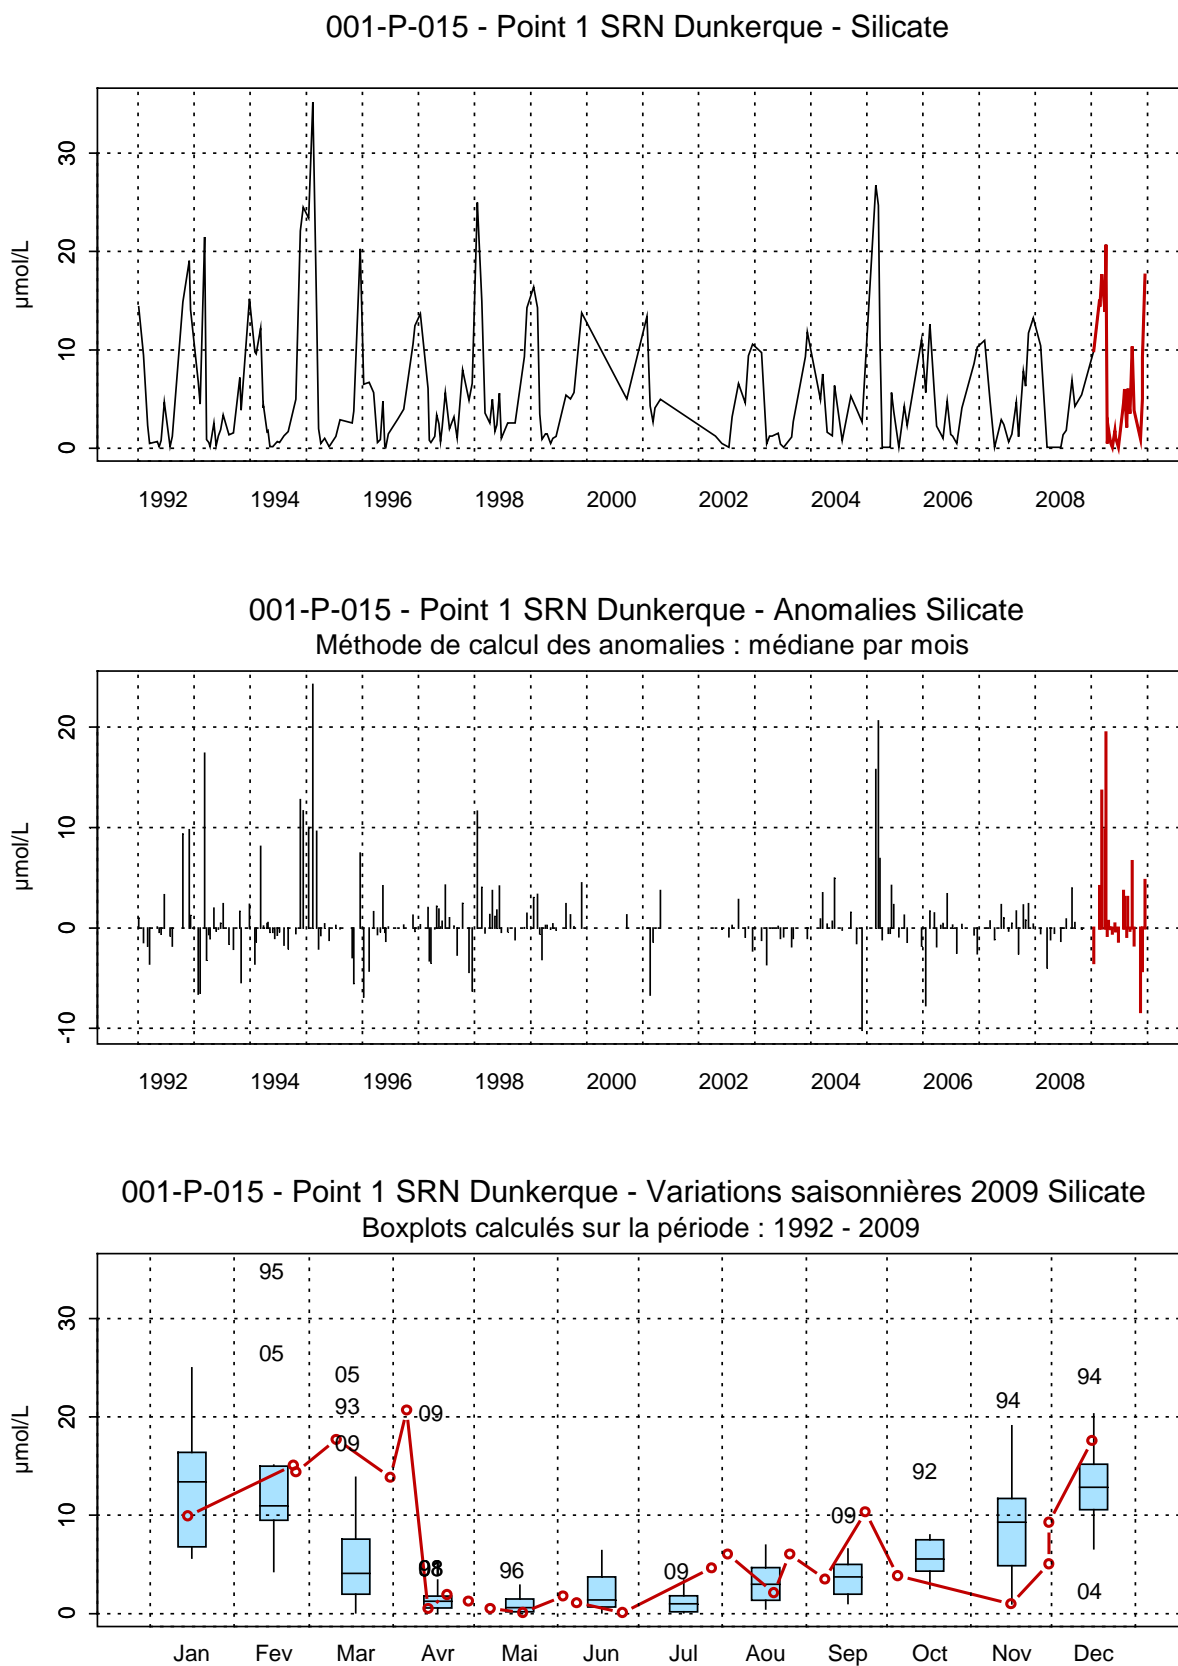 001-P-015 - Point 1 SRN Dunkerque - Silicate
30
20
10
0
µmol/L
1992 1994 1996 1998 2000 2002 2004 2006 2008
001-P-015 - Point 1 SRN Dunkerque - Anomalies Silicate
Méthode de calcul des anomalies : médiane par mois
20
10
0
-10
µmol/L
1992 1994 1996 1998 2000 2002 2004 2006 2008
001-P-015 - Point 1 SRN Dunkerque - Variations saisonnières 2009 Silicate
Boxplots calculés sur la période : 1992 - 2009
30
20
10
0
µmol/L
95
05
05
93
09
09
96
09
09
92
94
94
04
Jan Fev Mar Avr Mai Jun Jul Aou Sep Oct Nov Dec